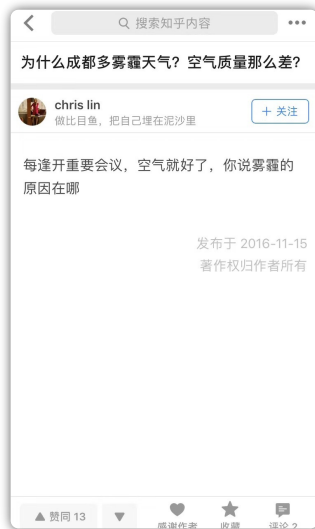 搜索知乎内容
为什么成都多雾霾天气？空气质量那么差？
chris lin
做比目鱼，把自己埋在泥沙里
+ 关注
每逢开重要会议，空气就好了，你说雾霾的
原因在哪
发布于 2016-11-15
著作权归作者所有
赞同 13
感谢作者
收藏
评论 2